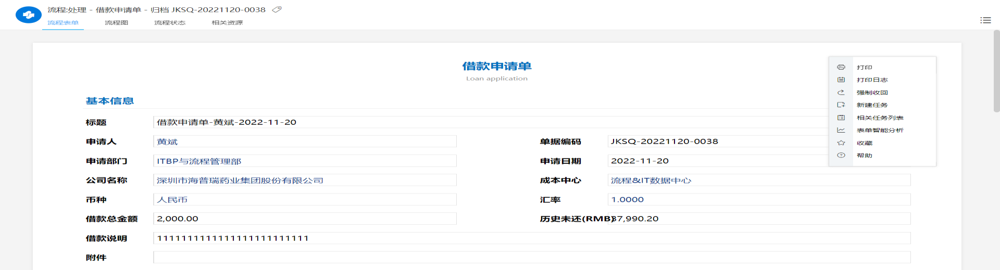 流程:处理 - 借款申请单 - 归档 JKSQ-20221120-0038
流程表单 流程图 流程状态 相关资源
借款申请单
Loan application
打印
打印日志
强制收回
新建任务
相关任务列表
表单智能分析
收藏
帮助
基本信息
标题 借款申请单-黄斌-2022-11-20
申请人 黄斌 单据编码 JKSQ-20221120-0038
申请部门 ITBP与流程管理部 申请日期 2022-11-20
公司名称 深圳市海普瑞药业集团股份有限公司 成本中心 流程&IT数据中心
币种 人民币 汇率 1.0000
借款总金额 2,000.00 历史未还(RMB) 37,990.20
借款说明 1111111111111111111111111
附件